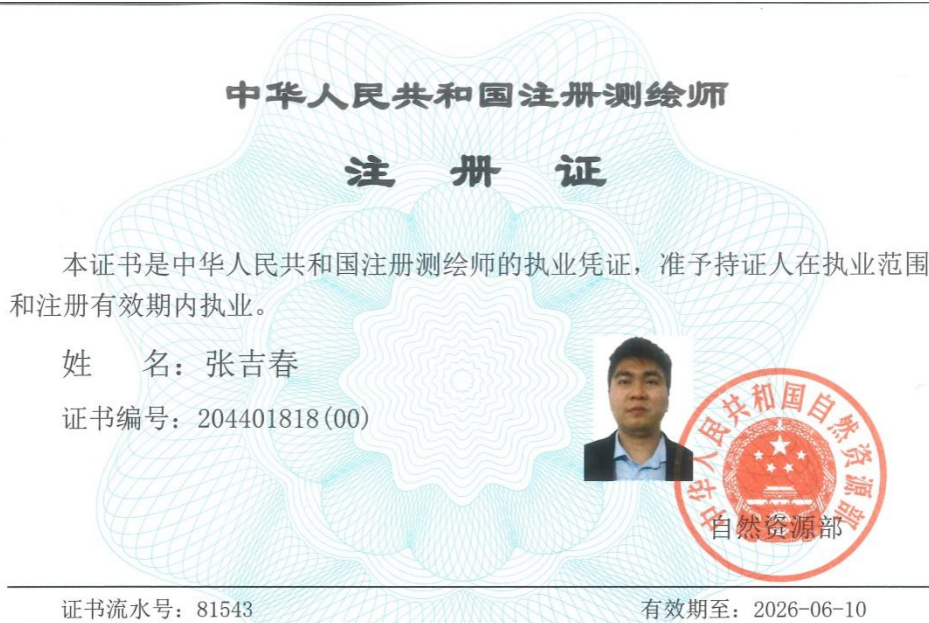 中华人民共和国注册测绘师
注 册 证
本证书是中华人民共和国注册测绘师的执业凭证，准予持证人在执业范围
和注册有效期内执业。
姓 名：张吉春
证书编号：204401818(00)
中华人民共和国自然资源部
自然资源部
证书流水号：81543
有效期至：2026-06-10